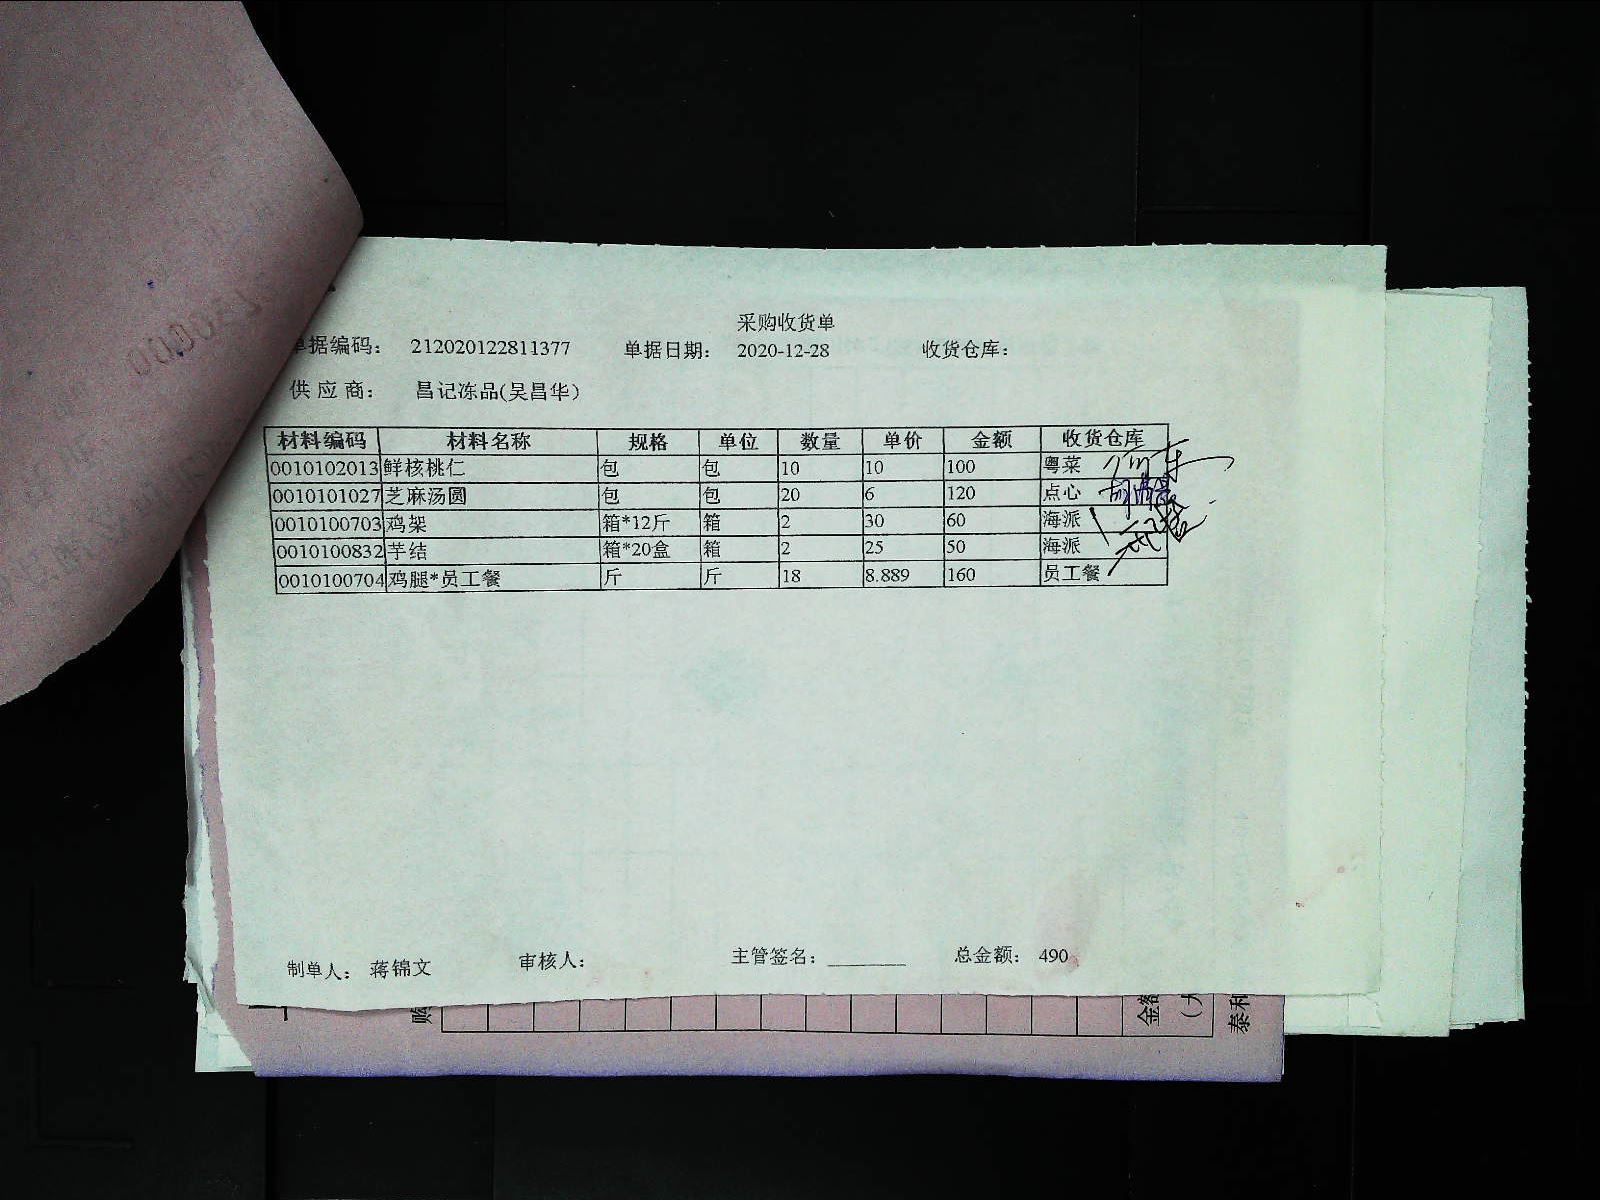 采购收货单
单据编码： 212020122811377 单据日期： 2020-12-28 收货仓库：
供 应 商： 昌记冻品(吴昌华)
材料编码 材料名称 规格 单位 数量 单价 金额 收货仓库
0010102013 鲜核桃仁 包 包 10 10 100 粤菜
0010101027 芝麻汤圆 包 包 20 6 120 点心
0010100703 鸡架 箱*12斤 箱 2 30 60 海派
0010100832 芋结 箱*20盒 箱 2 25 50 海派
0010100704 鸡腿*员工餐 斤 斤 18 8.889 160 员工餐
制单人： 蒋锦文 审核人： 主管签名：________ 总金额： 490
购
金额
(大
泰和